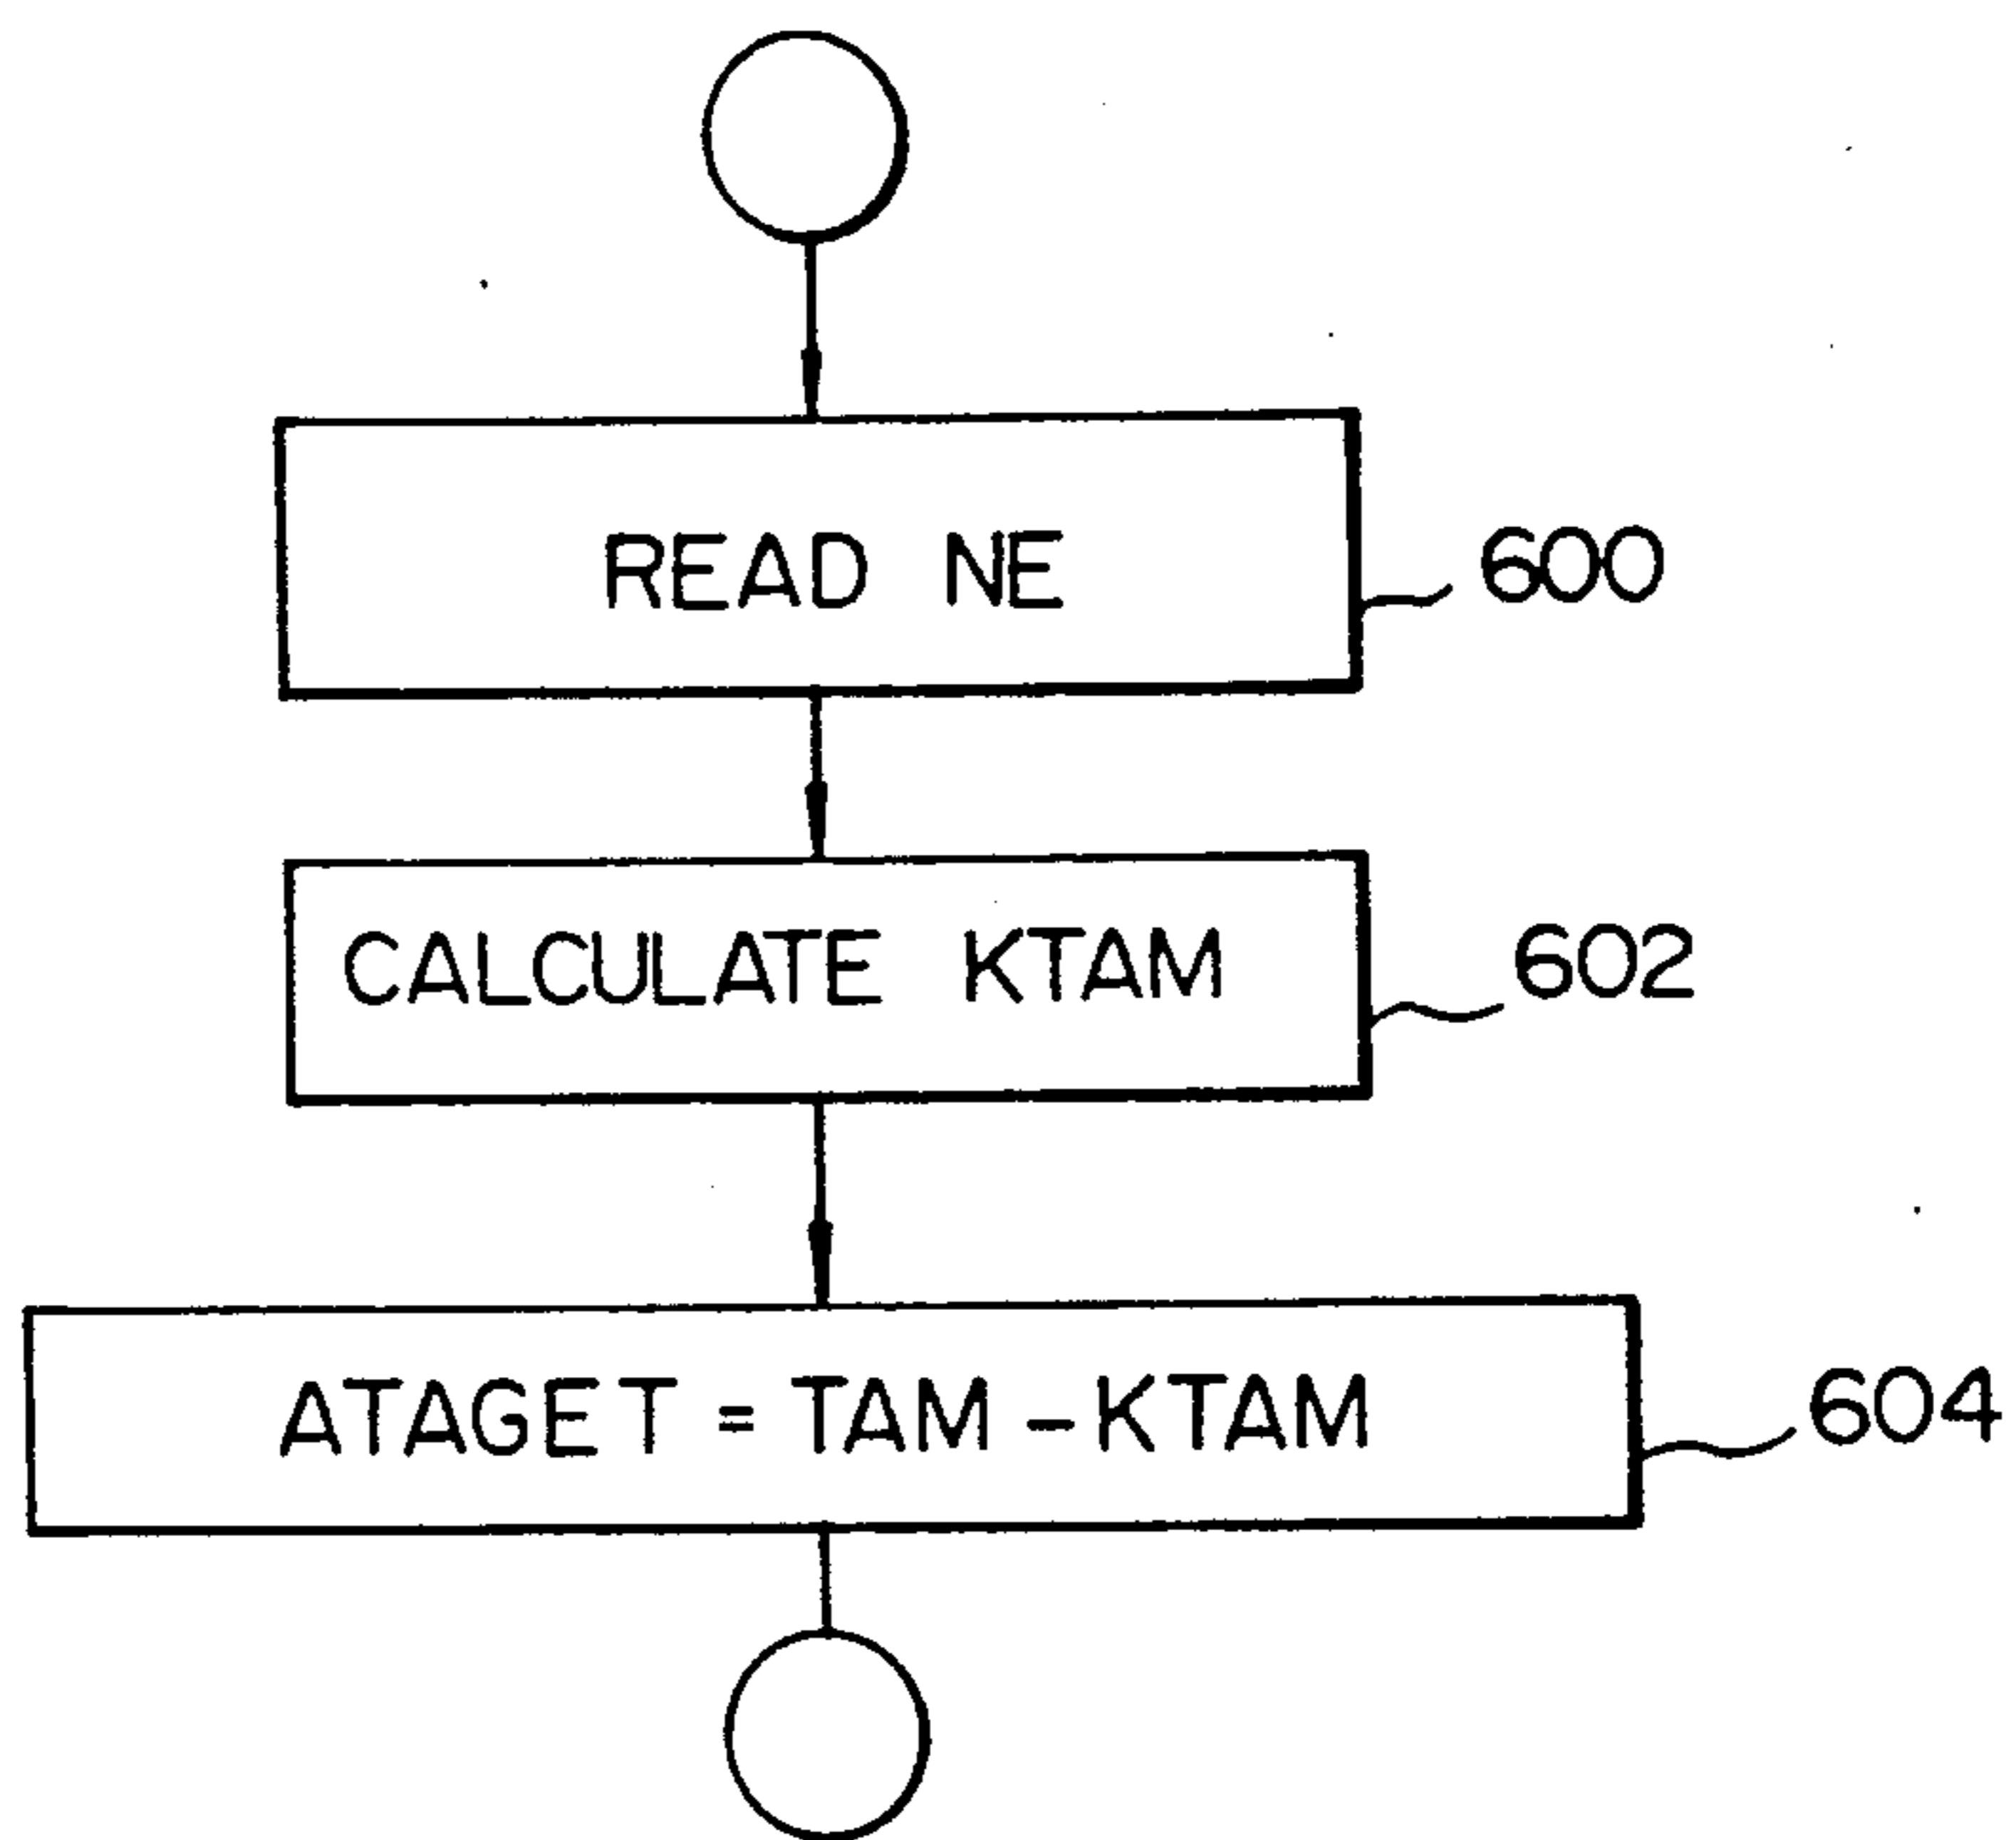 READ NE
600
CALCULATE KTAM
602
ATAGET = TAM - KTAM
604